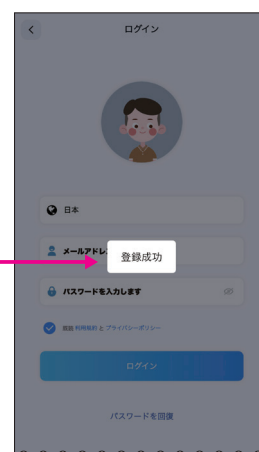 ログイン
日本
メールアドレ
登録成功
パスワードを入力します
利用規約 と プライバシーポリシー
ログイン
パスワードを回復